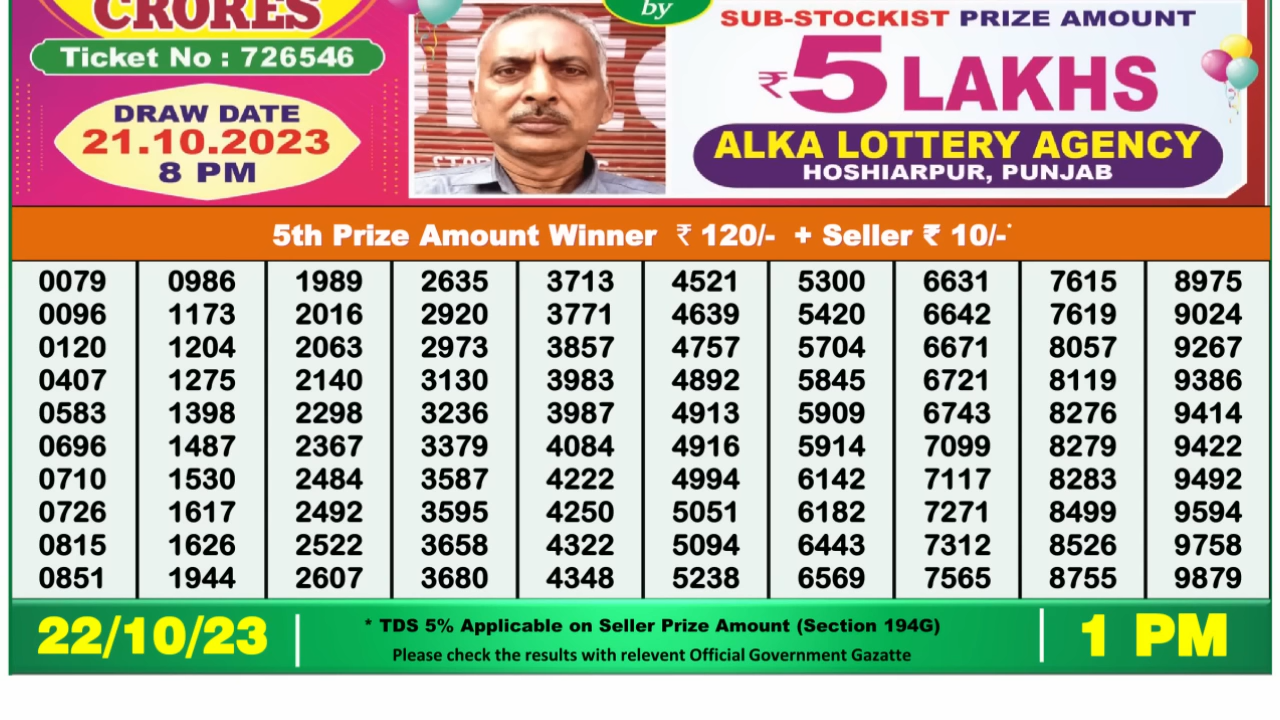 CRORES
Ticket No : 726546
DRAW DATE
21.10.2023
8 PM
by
SUB-STOCKIST PRIZE AMOUNT
₹5 LAKHS
ALKA LOTTERY AGENCY
HOSHIARPUR, PUNJAB
5th Prize Amount Winner ₹ 120/- + Seller ₹ 10/-*
0079 0986 1989 2635 3713 4521 5300 6631 7615 8975
0096 1173 2016 2920 3771 4639 5420 6642 7619 9024
0120 1204 2063 2973 3857 4757 5704 6671 8057 9267
0407 1275 2140 3130 3983 4892 5845 6721 8119 9386
0583 1398 2298 3236 3987 4913 5909 6743 8276 9414
0696 1487 2367 3379 4084 4916 5914 7099 8279 9422
0710 1530 2484 3587 4222 4994 6142 7117 8283 9492
0726 1617 2492 3595 4250 5051 6182 7271 8499 9594
0815 1626 2522 3658 4322 5094 6443 7312 8526 9758
0851 1944 2607 3680 4348 5238 6569 7565 8755 9879
22/10/23
* TDS 5% Applicable on Seller Prize Amount (Section 194G)
Please check the results with relevent Official Government Gazatte
1 PM